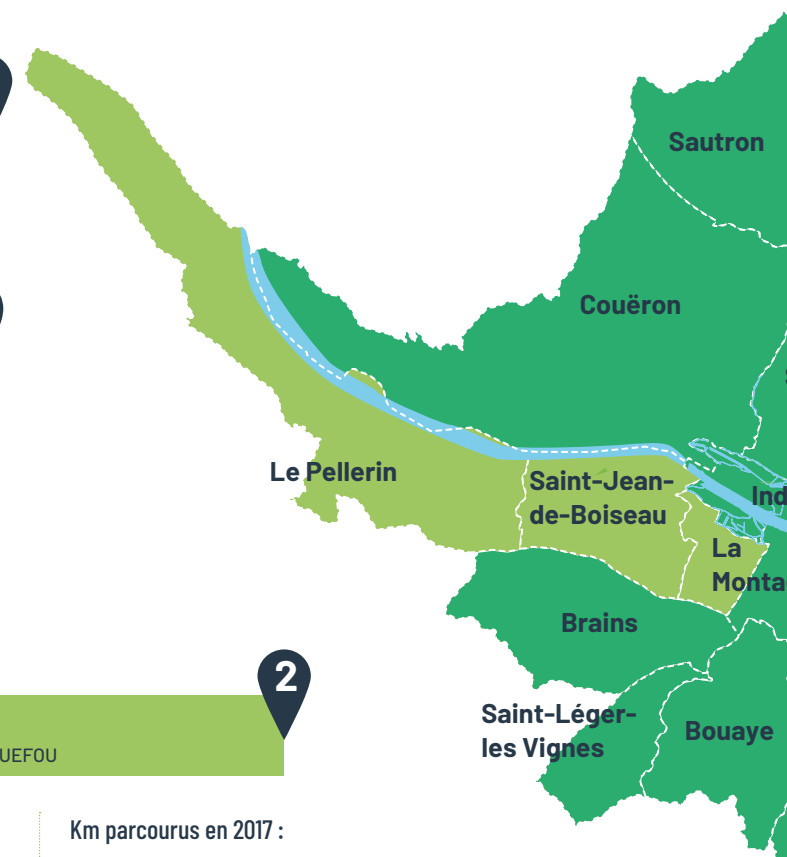 Sautron
Couëron
Le Pellerin
Saint-Jean-
de-Boiseau
Ind
La
Monta
Brains
2
Saint-Léger-
les Vignes
Bouaye
UEFOU
Km parcourus en 2017 :